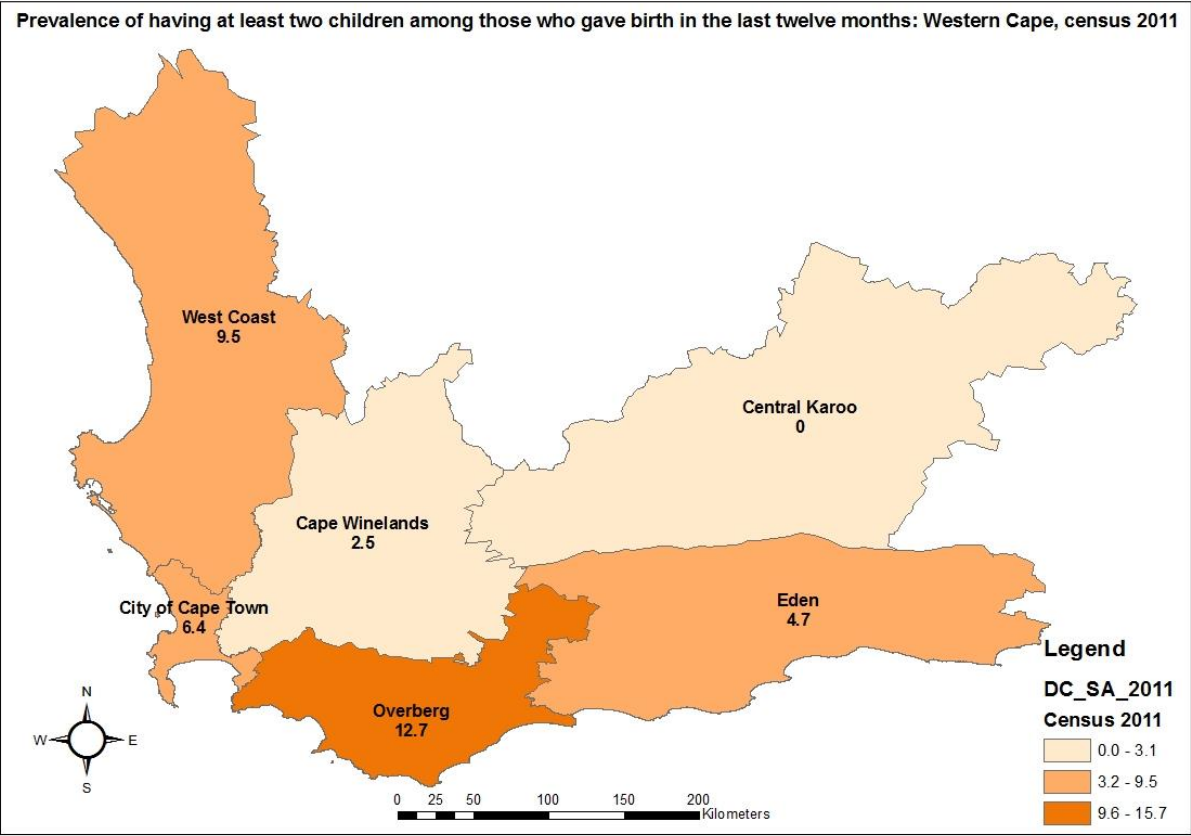 Prevalence of having at least two children among those who gave birth in the last twelve months: Western Cape, census 2011
West Coast
9.5
Central Karoo
0
Cape Winelands
2.5
City of Cape Town
6.4
Eden
4.7
Overberg
12.7
Legend
DC_SA_2011
Census 2011
0.0 - 3.1
3.2 - 9.5
9.6 - 15.7
N
W E
S
0 25 50 100 150 200
Kilometers